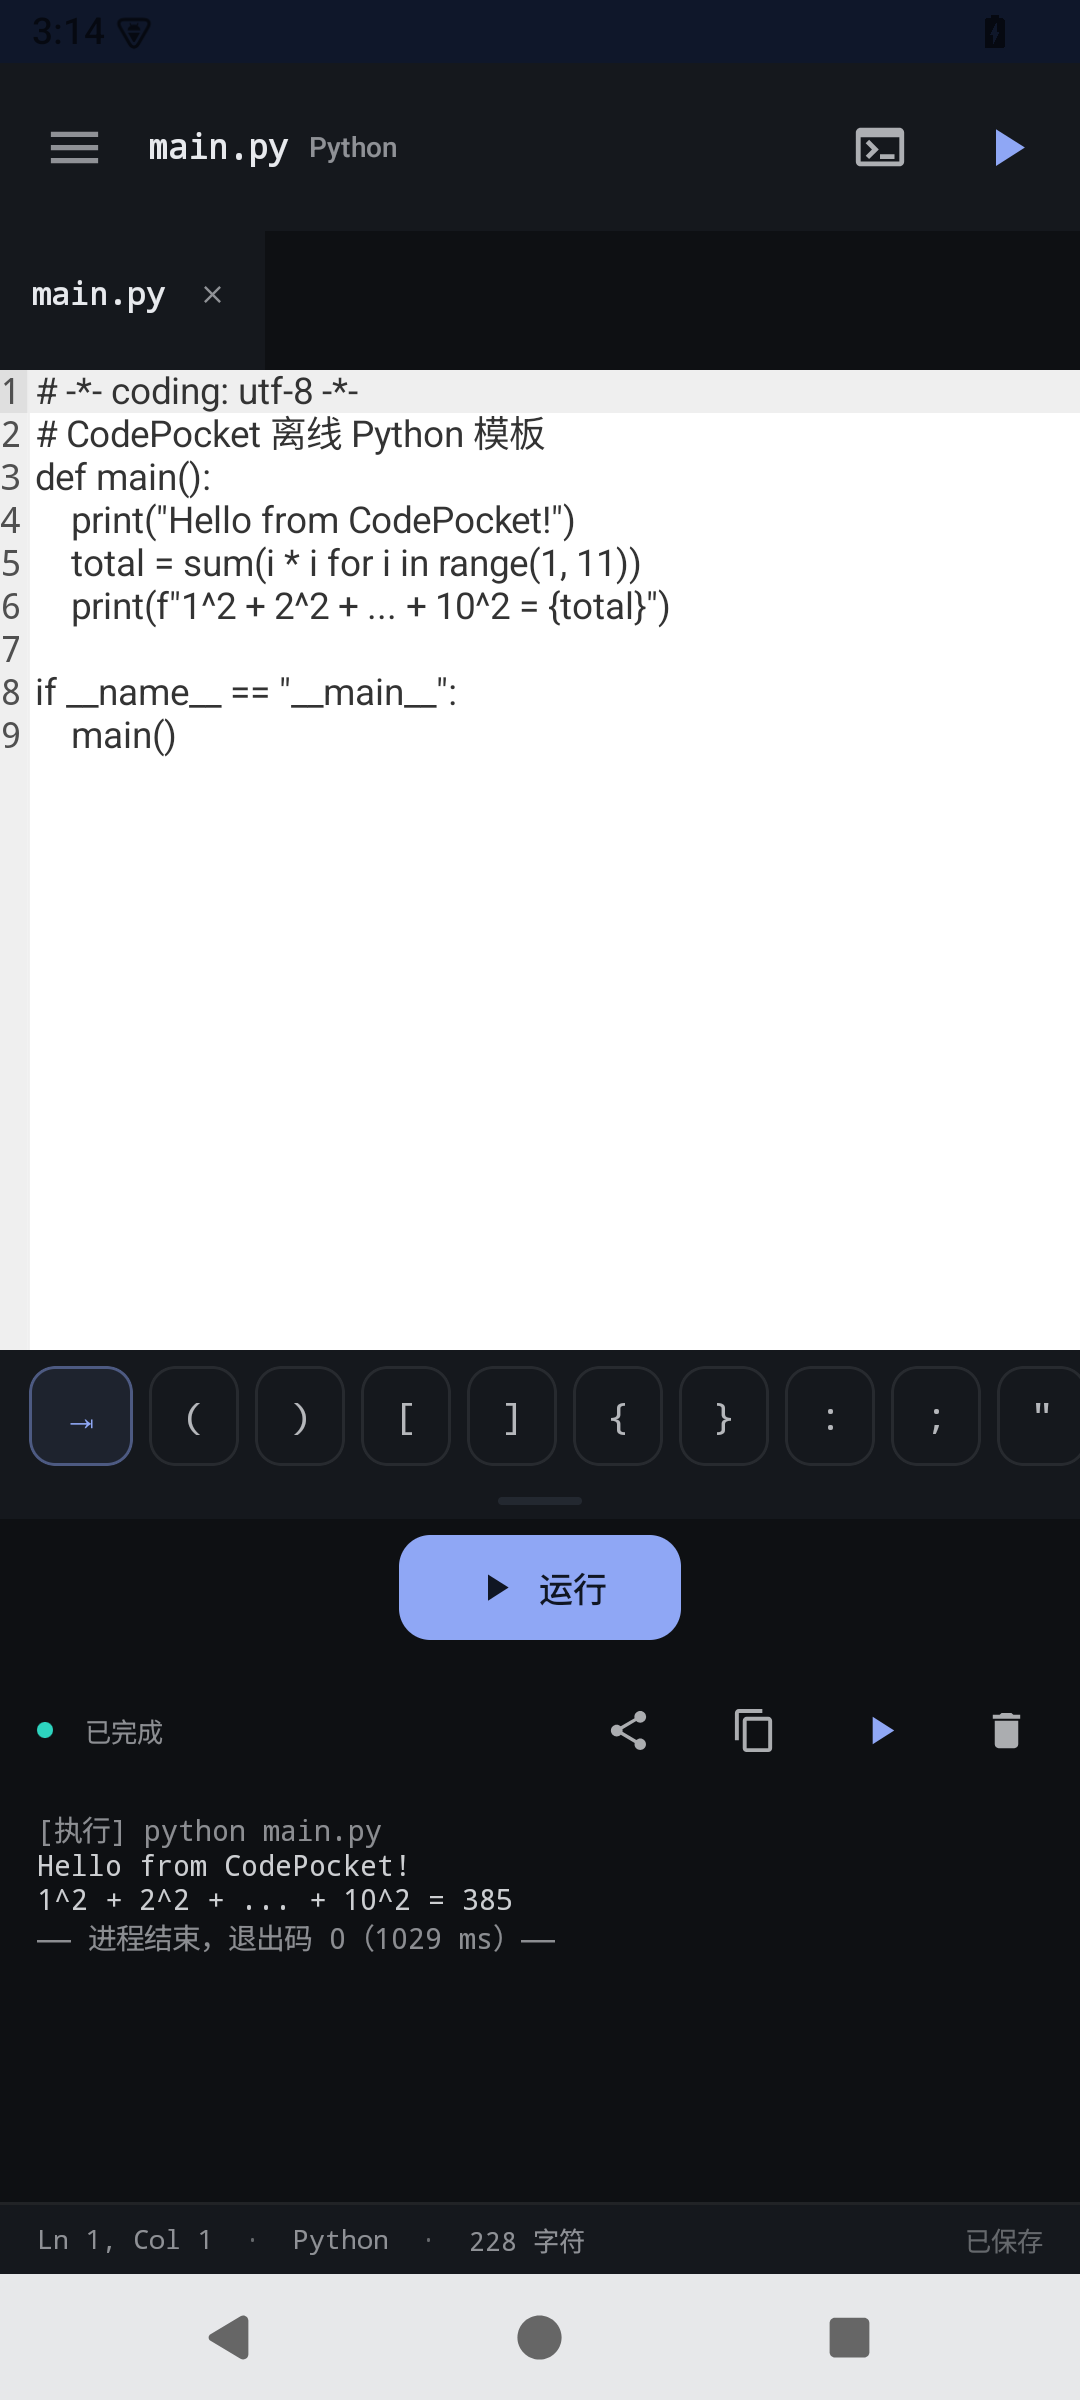 3:14
main.py Python
main.py ×
1 # -*- coding: utf-8 -*-
2 # CodePocket 离线 Python 模板
3 def main():
4     print("Hello from CodePocket!")
5     total = sum(i * i for i in range(1, 11))
6     print(f"1^2 + 2^2 + ... + 10^2 = {total}")
7
8 if __name__ == "__main__":
9     main()
⇥ ( ) [ ] { } : ; "
运行
已完成
[执行] python main.py
Hello from CodePocket!
1^2 + 2^2 + ... + 10^2 = 385
—— 进程结束，退出码 0（1029 ms）——
Ln 1, Col 1 · Python · 228 字符 已保存